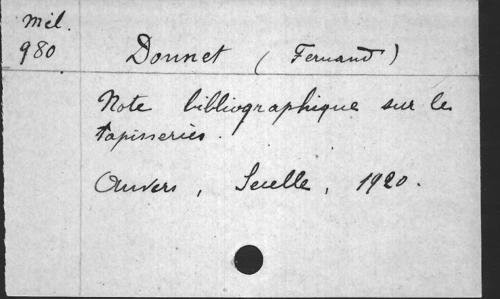 Mél.
980
Donnet (Fernand)
Note bibliographique sur les
tapisseries.
Anvers, Secelle, 1920.